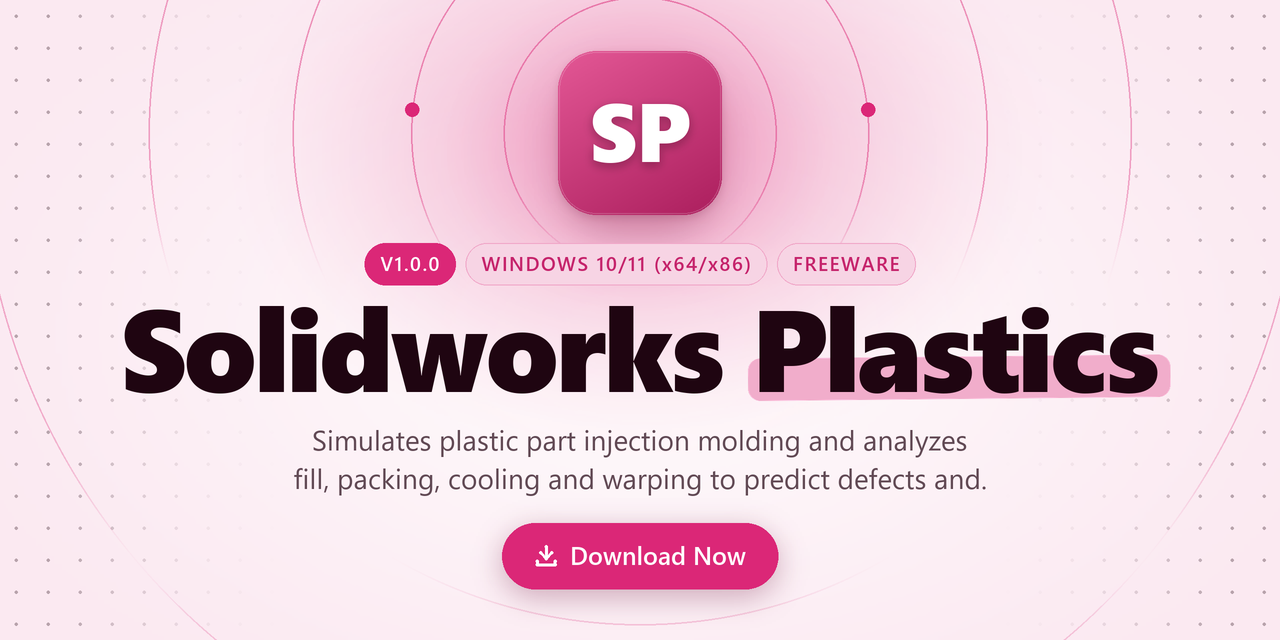 SP
V1.0.0 WINDOWS 10/11 (x64/x86) FREEWARE
Solidworks Plastics
Simulates plastic part injection molding and analyzes
fill, packing, cooling and warping to predict defects and.
Download Now